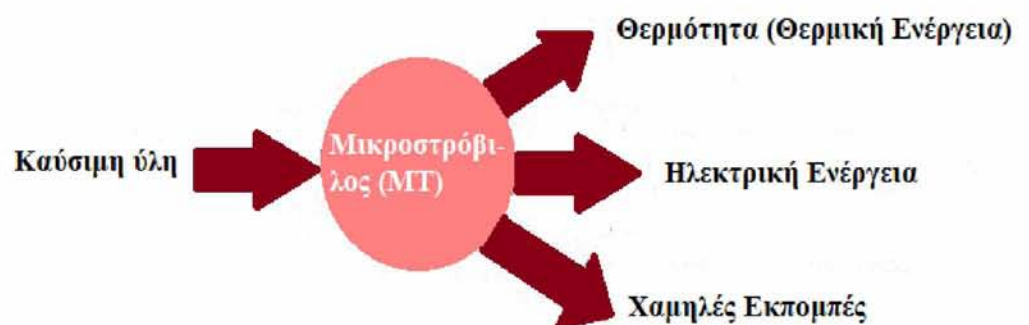 Θερμότητα (Θερμική Ενέργεια)
Καύσιμη ύλη
Μικροστρόβι-
λος (ΜΤ)
Ηλεκτρική Ενέργεια
Χαμηλές Εκπομπές